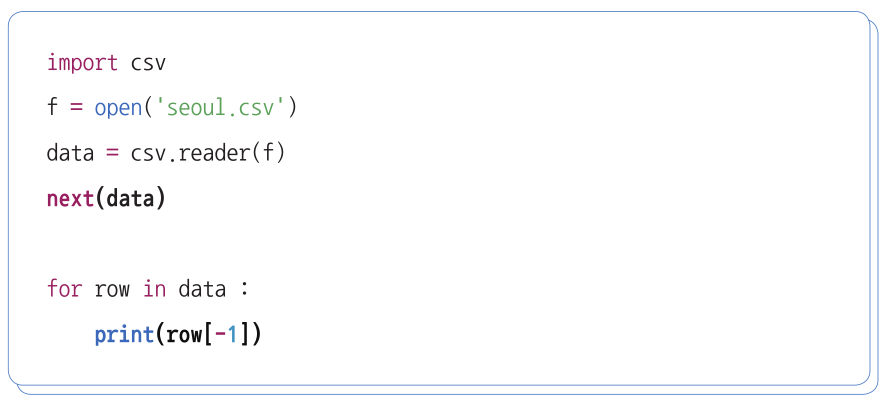 import csv
f = open('seoul.csv')
data = csv.reader(f)
next(data)
for row in data :
    print(row[-1])